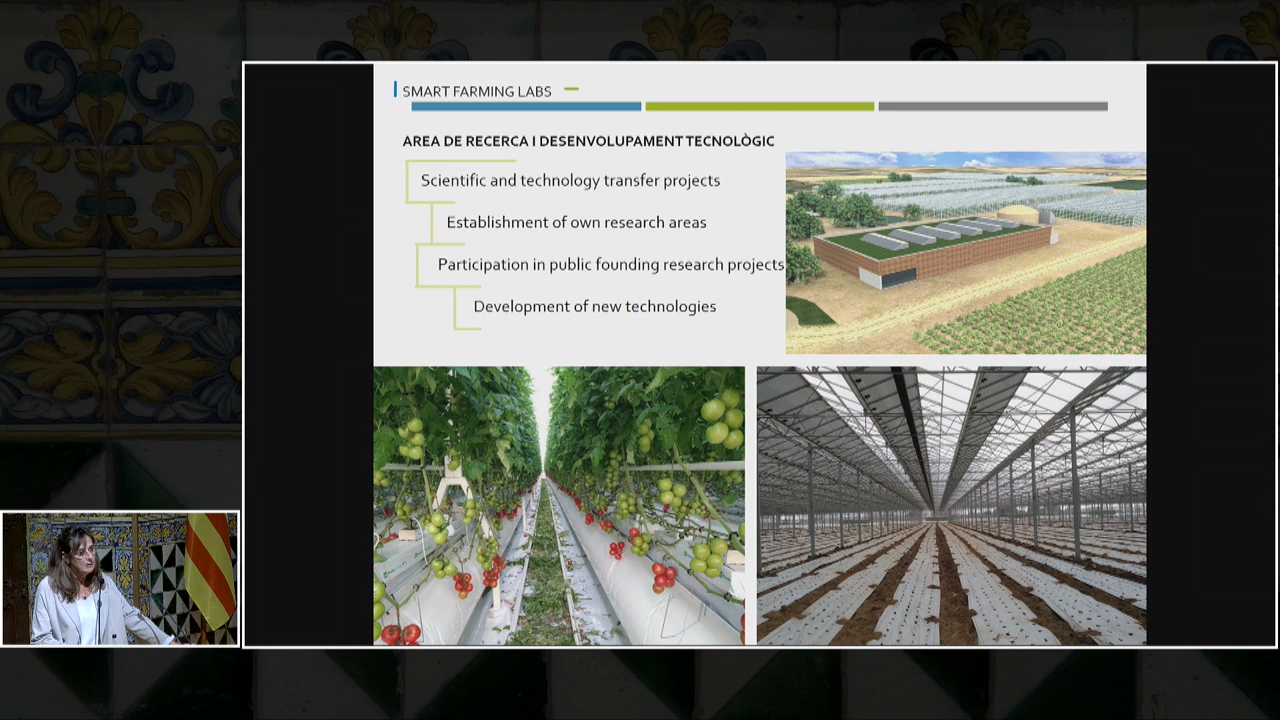 SMART FARMING LABS
AREA DE RECERCA I DESENVOLUPAMENT TECNOLÒGIC
Scientific and technology transfer projects
Establishment of own research areas
Participation in public founding research projects
Development of new technologies